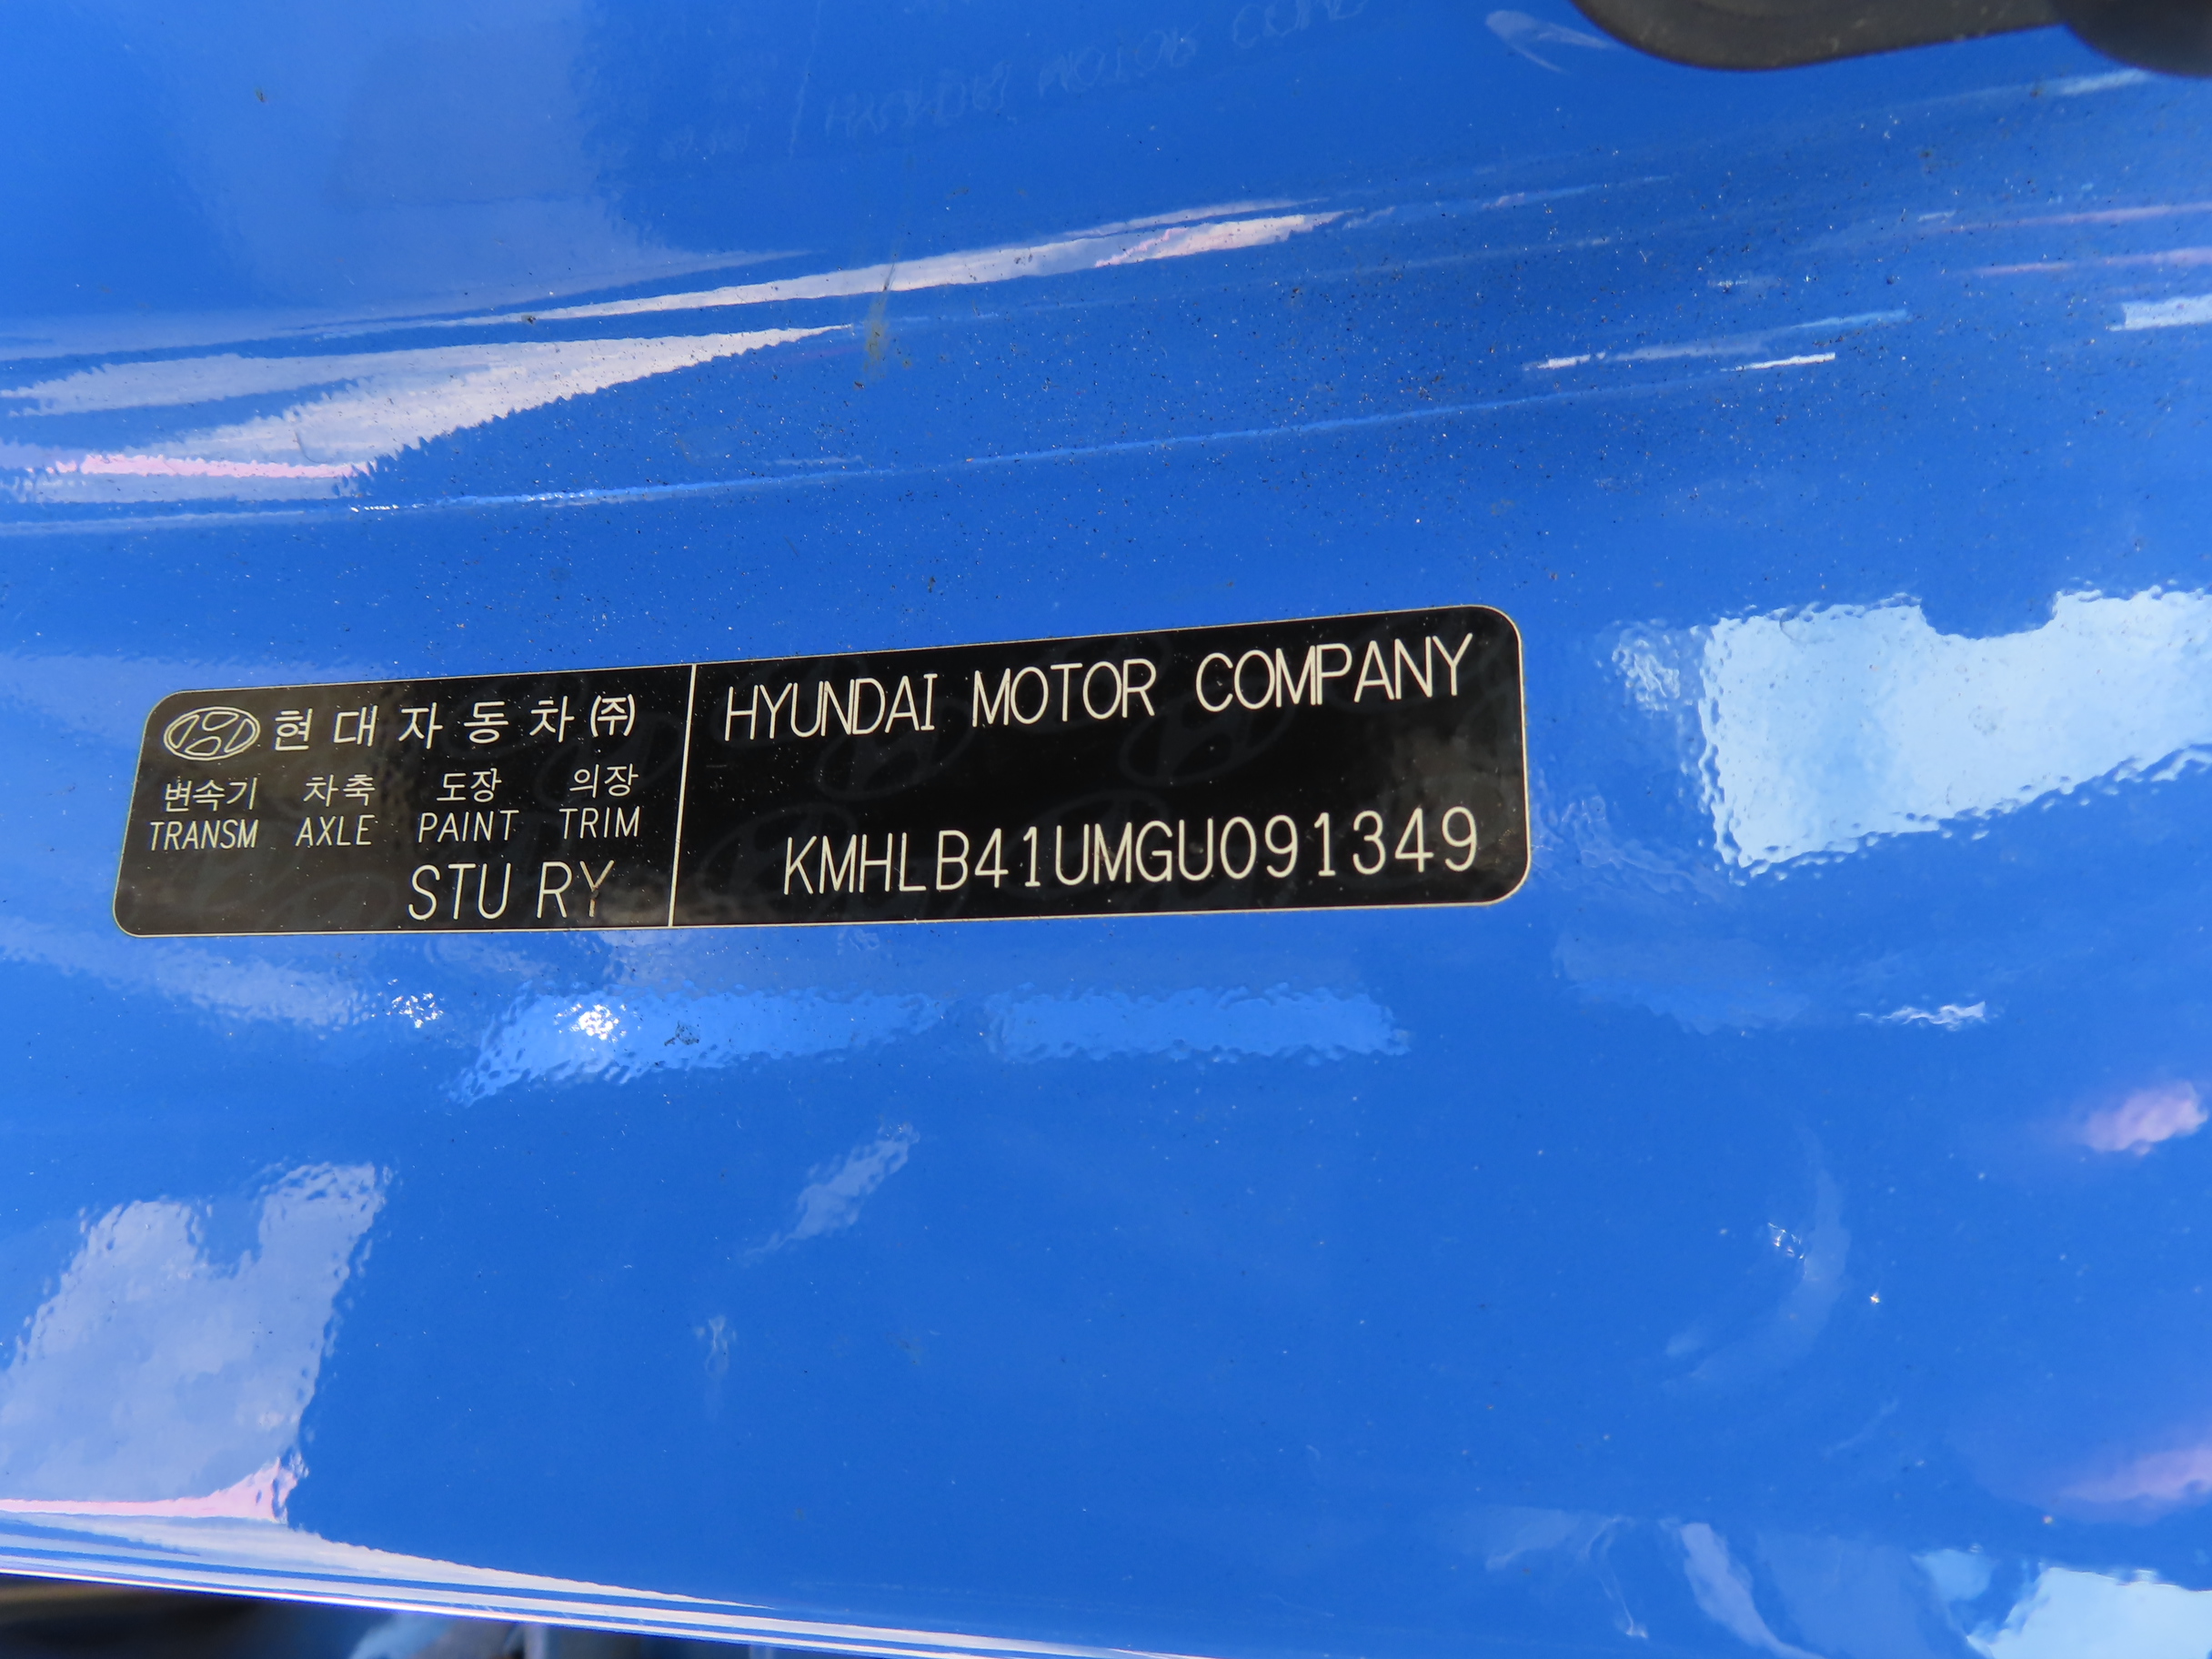 현대자동차㈜
변속기 차축 도장 의장
TRANSM AXLE PAINT TRIM
STU RY
HYUNDAI MOTOR COMPANY
KMHLB41UMGU091349